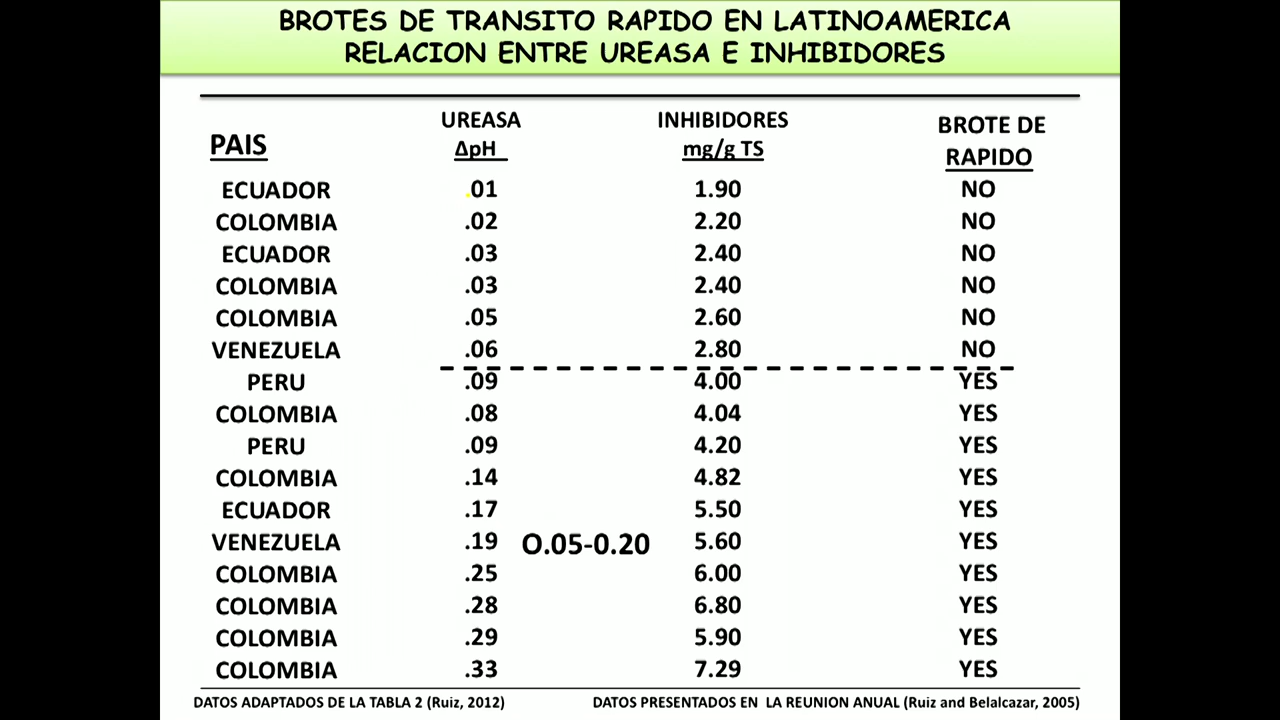 BROTES DE TRANSITO RAPIDO EN LATINOAMERICA
RELACION ENTRE UREASA E INHIBIDORES
PAIS UREASA ΔpH INHIBIDORES mg/g TS BROTE DE RAPIDO
ECUADOR .01 1.90 NO
COLOMBIA .02 2.20 NO
ECUADOR .03 2.40 NO
COLOMBIA .03 2.40 NO
COLOMBIA .05 2.60 NO
VENEZUELA .06 2.80 NO
PERU .09 4.00 YES
COLOMBIA .08 4.04 YES
PERU .09 4.20 YES
COLOMBIA .14 4.82 YES
ECUADOR .17 5.50 YES
VENEZUELA .19 O.05-0.20 5.60 YES
COLOMBIA .25 6.00 YES
COLOMBIA .28 6.80 YES
COLOMBIA .29 5.90 YES
COLOMBIA .33 7.29 YES
DATOS ADAPTADOS DE LA TABLA 2 (Ruiz, 2012) DATOS PRESENTADOS EN LA REUNION ANUAL (Ruiz and Belalcazar, 2005)